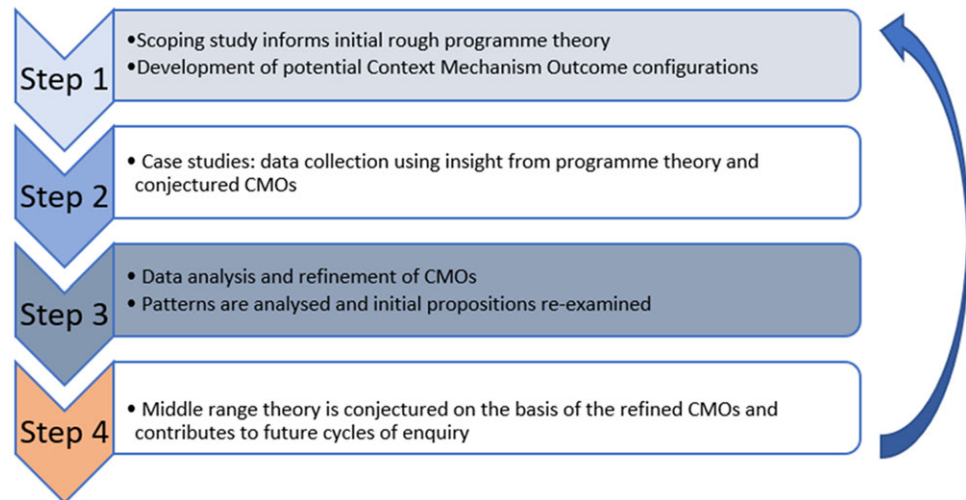 Step 1
•Scoping study informs initial rough programme theory
•Development of potential Context Mechanism Outcome configurations
Step 2
• Case studies: data collection using insight from programme theory and
conjectured CMOs
Step 3
• Data analysis and refinement of CMOs
• Patterns are analysed and initial propositions re-examined
Step 4
• Middle range theory is conjectured on the basis of the refined CMOs and
contributes to future cycles of enquiry